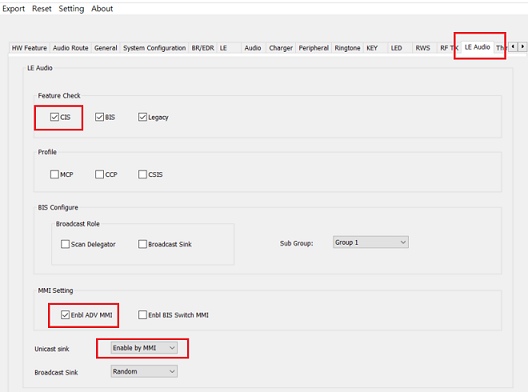 Export Reset Setting About
HW Feature Audio Route General System Configuration BR/EDR LE Audio Charger Peripheral Ringtone KEY LED RWS RF TX LE Audio
LE Audio
Feature Check
CIS BIS Legacy
Profile
MCP CCP CSIS
BIS Configure
Broadcast Role
Scan Delegator Broadcast Sink Sub Group: Group 1
MMI Setting
Enbl ADV MMI Enbl BIS Switch MMI
Unicast sink Enable by MMI
Broadcast Sink Random